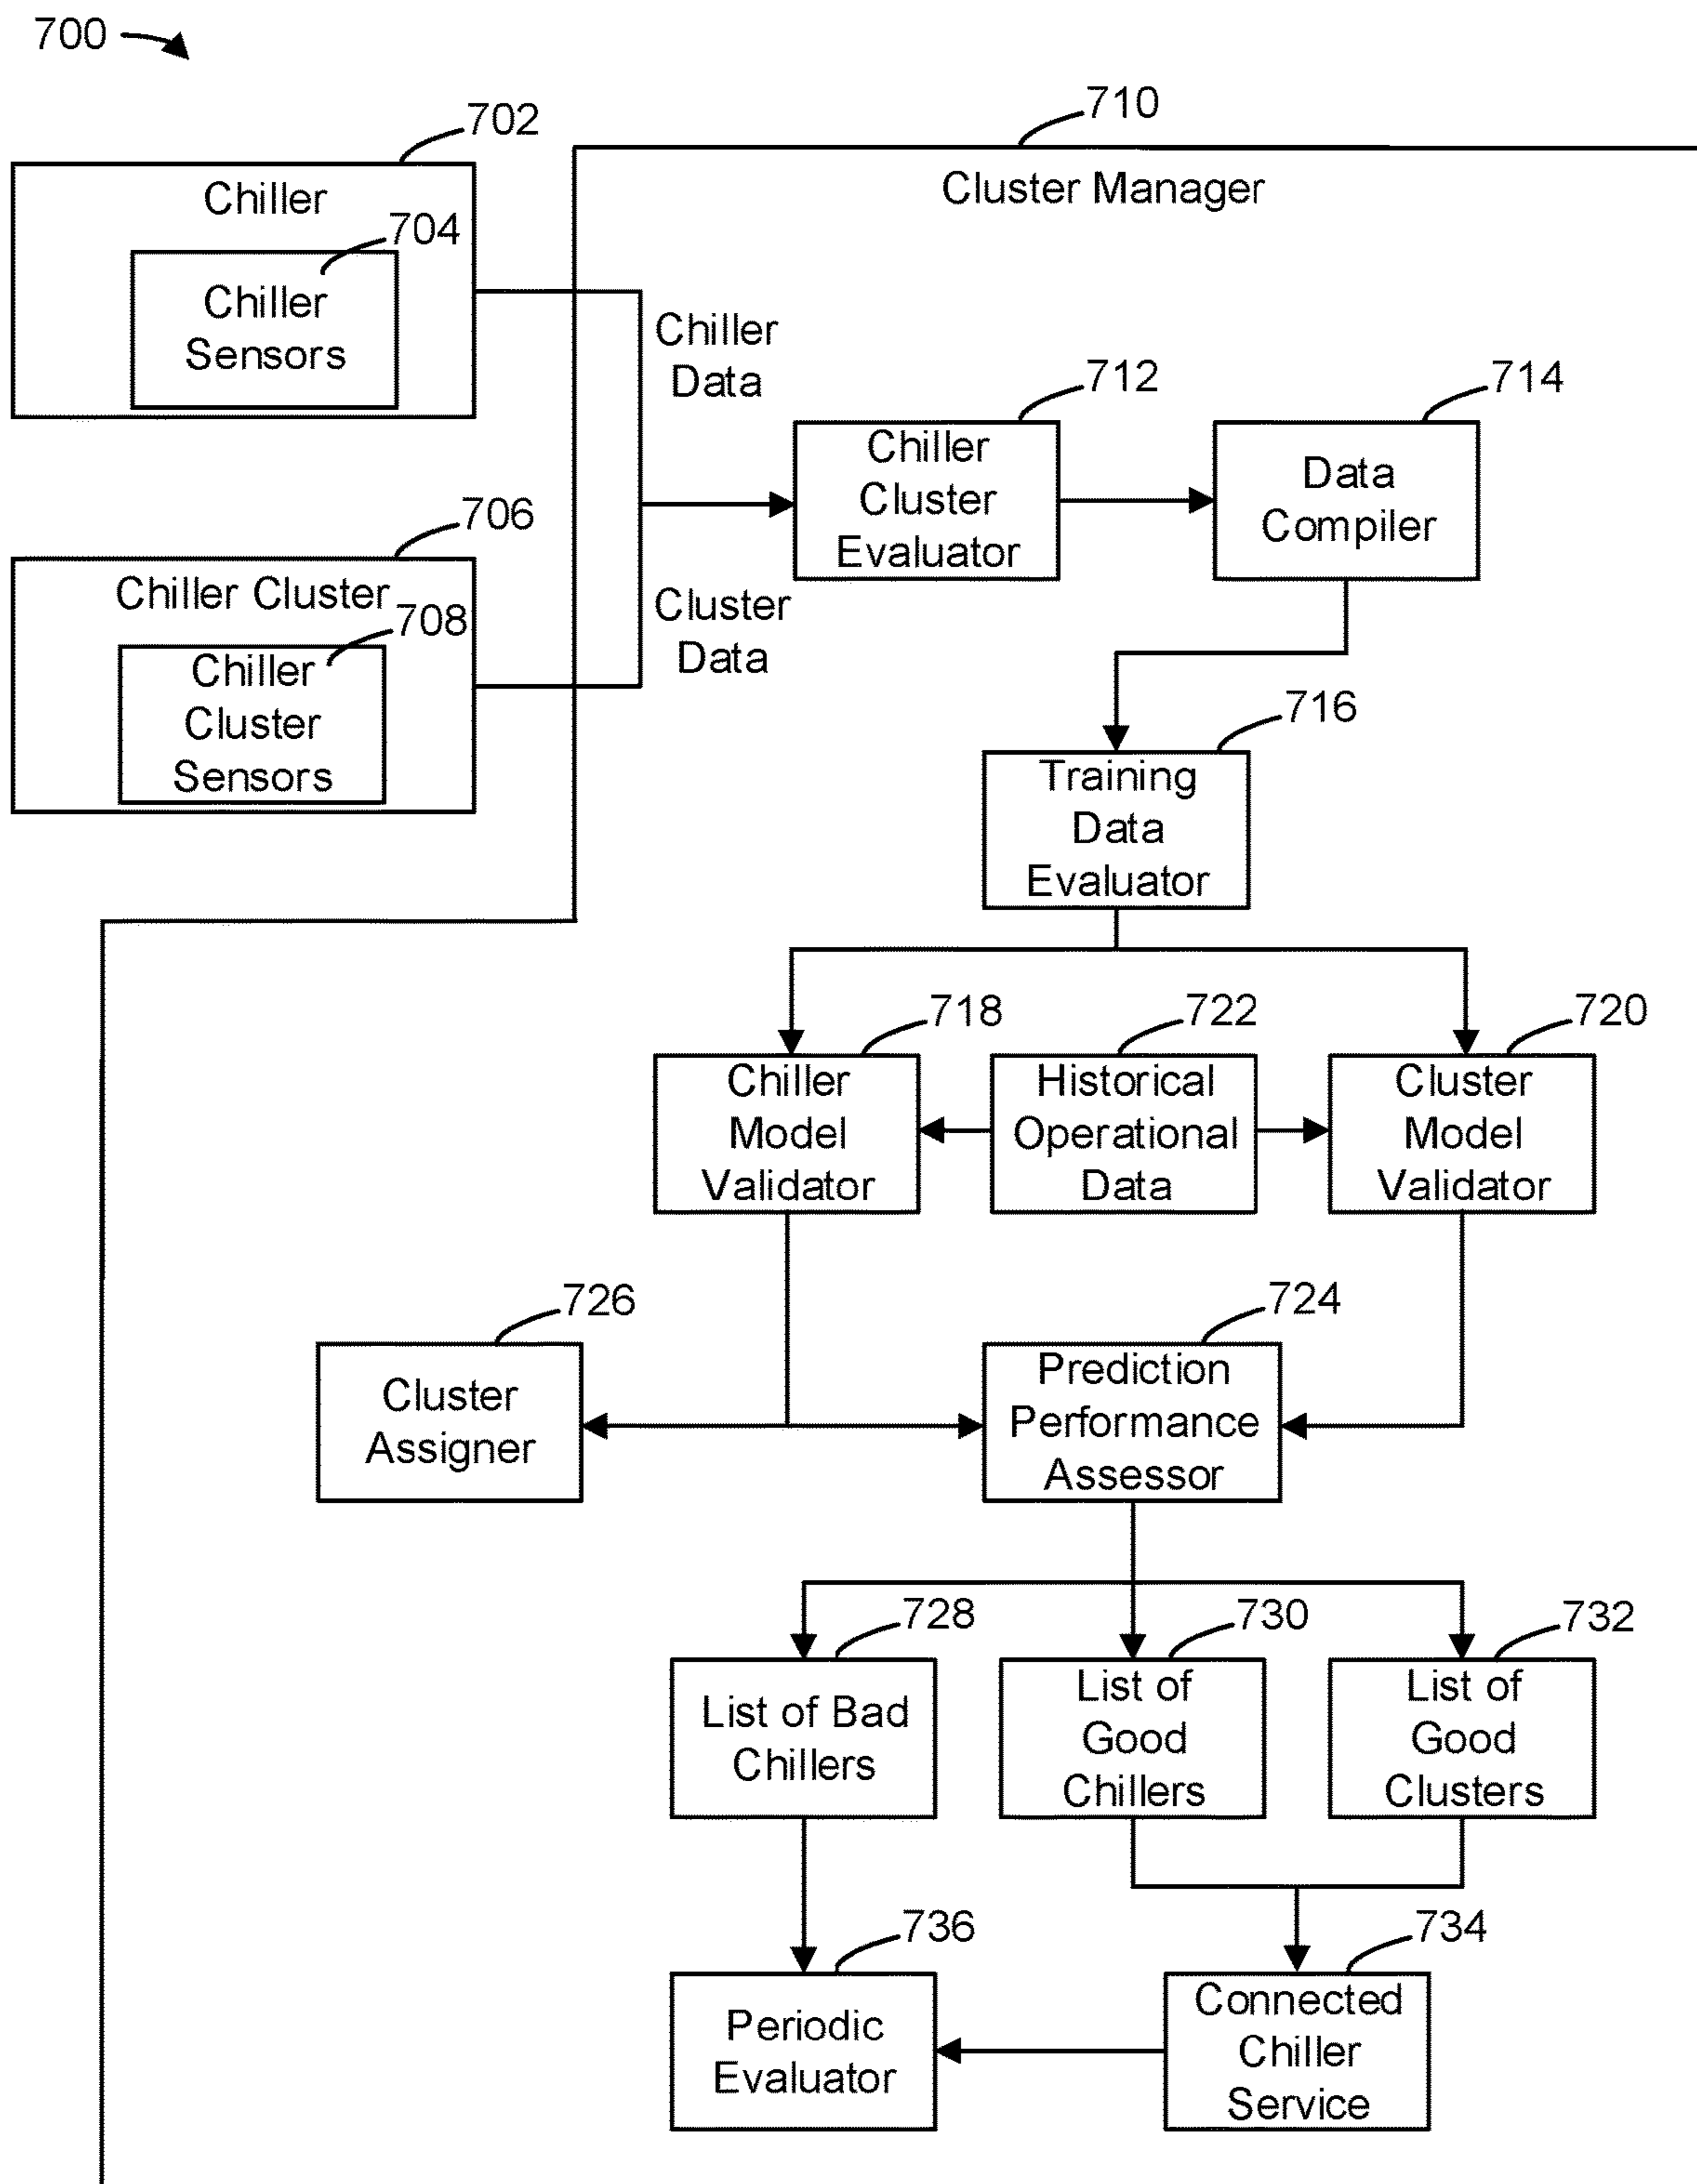 700
702
710
Chiller
Cluster Manager
704
Chiller
Sensors
Chiller
Data
712
714
Chiller
Cluster
Evaluator
Data
Compiler
706
Chiller Cluster
708
Chiller
Cluster
Sensors
Cluster
Data
716
Training
Data
Evaluator
718
722
720
Chiller
Model
Validator
Historical
Operational
Data
Cluster
Model
Validator
726
724
Cluster
Assigner
Prediction
Performance
Assessor
728
730
732
List of Bad
Chillers
List of
Good
Chillers
List of
Good
Clusters
736
734
Periodic
Evaluator
Connected
Chiller
Service